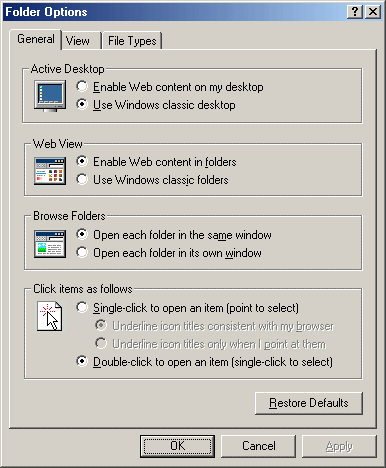 Folder Options
General
View
File Types
Active Desktop
Enable Web content on my desktop
Use Windows classic desktop
Web View
Enable Web content in folders
Use Windows classic folders
Browse Folders
Open each folder in the same window
Open each folder in its own window
Click items as follows
Single-click to open an item (point to select)
Underline icon titles consistent with my browser
Underline icon titles only when I point at them
Double-click to open an item (single-click to select)
Restore Defaults
OK
Cancel
Apply